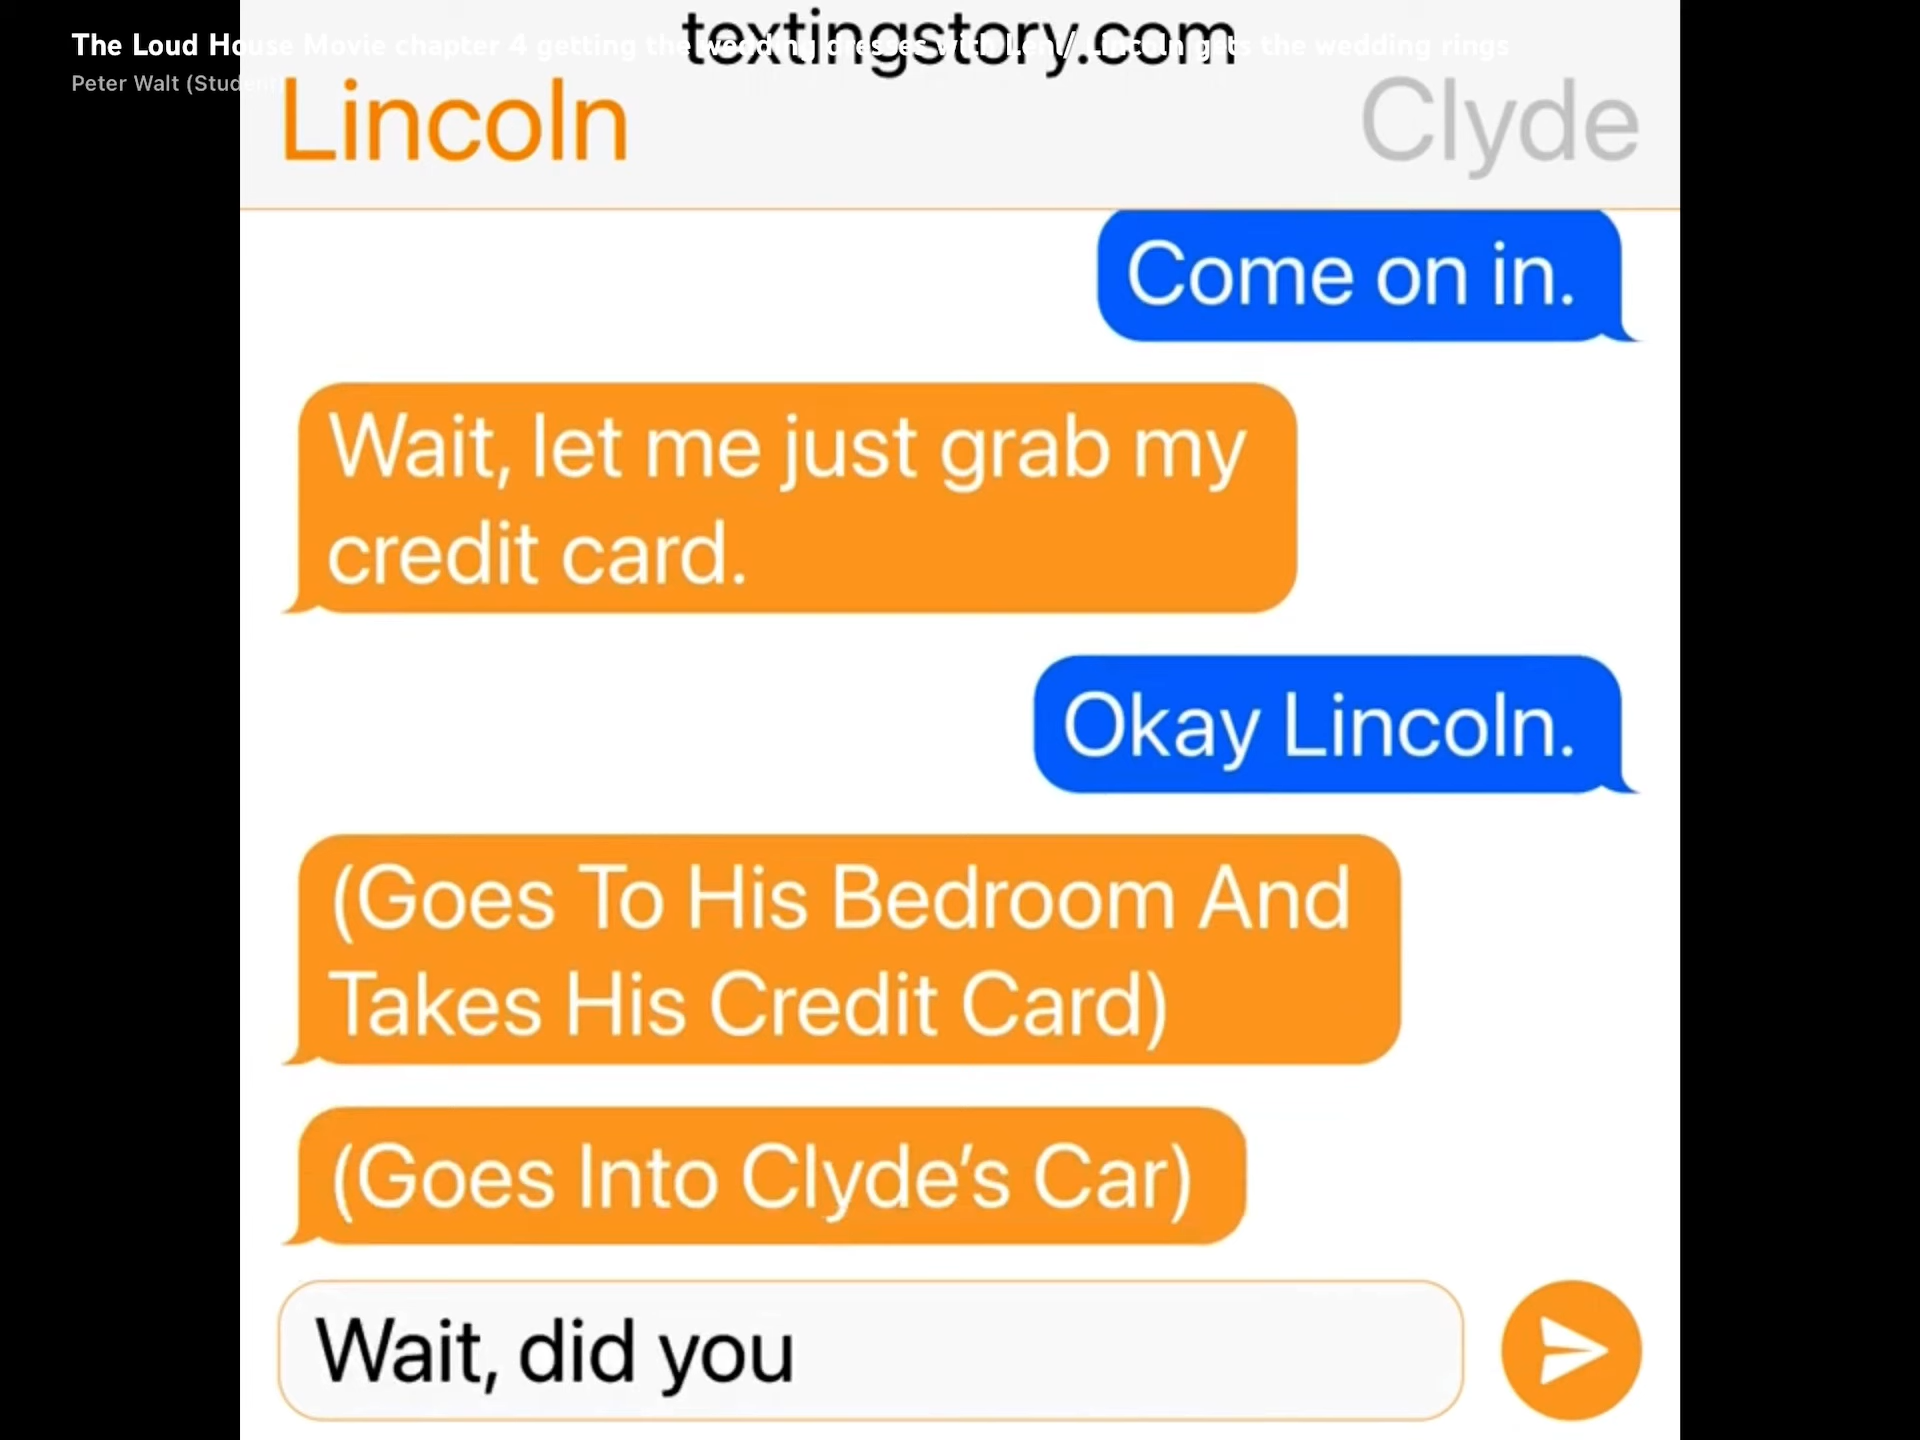 The Loud House Movie chapter 4 getting the wedding dresses with Leni/ Lincoln gets the wedding rings
Peter Walt (Student)
textingstory.com
Lincoln
Clyde
Come on in.
Wait, let me just grab my
credit card.
Okay Lincoln.
(Goes To His Bedroom And
Takes His Credit Card)
(Goes Into Clyde’s Car)
Wait, did you